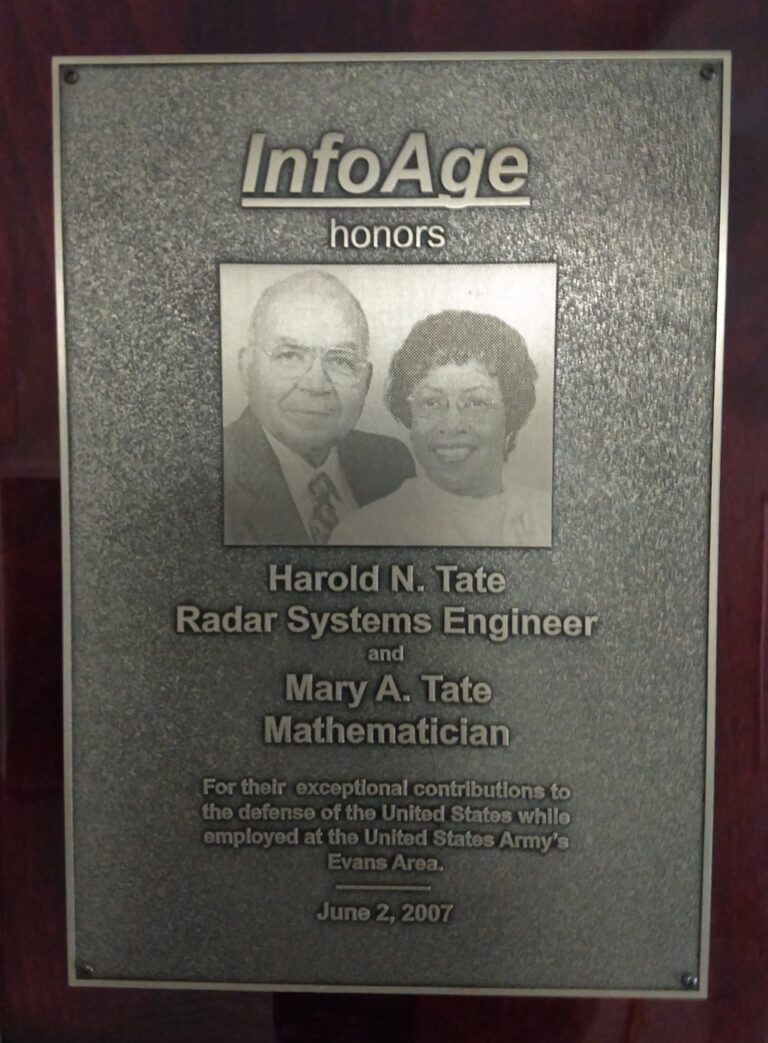 InfoAge
honors
Harold N. Tate
Radar Systems Engineer
and
Mary A. Tate
Mathematician
For their exceptional contributions to
the defense of the United States while
employed at the United States Army's
Evans Area.
June 2, 2007